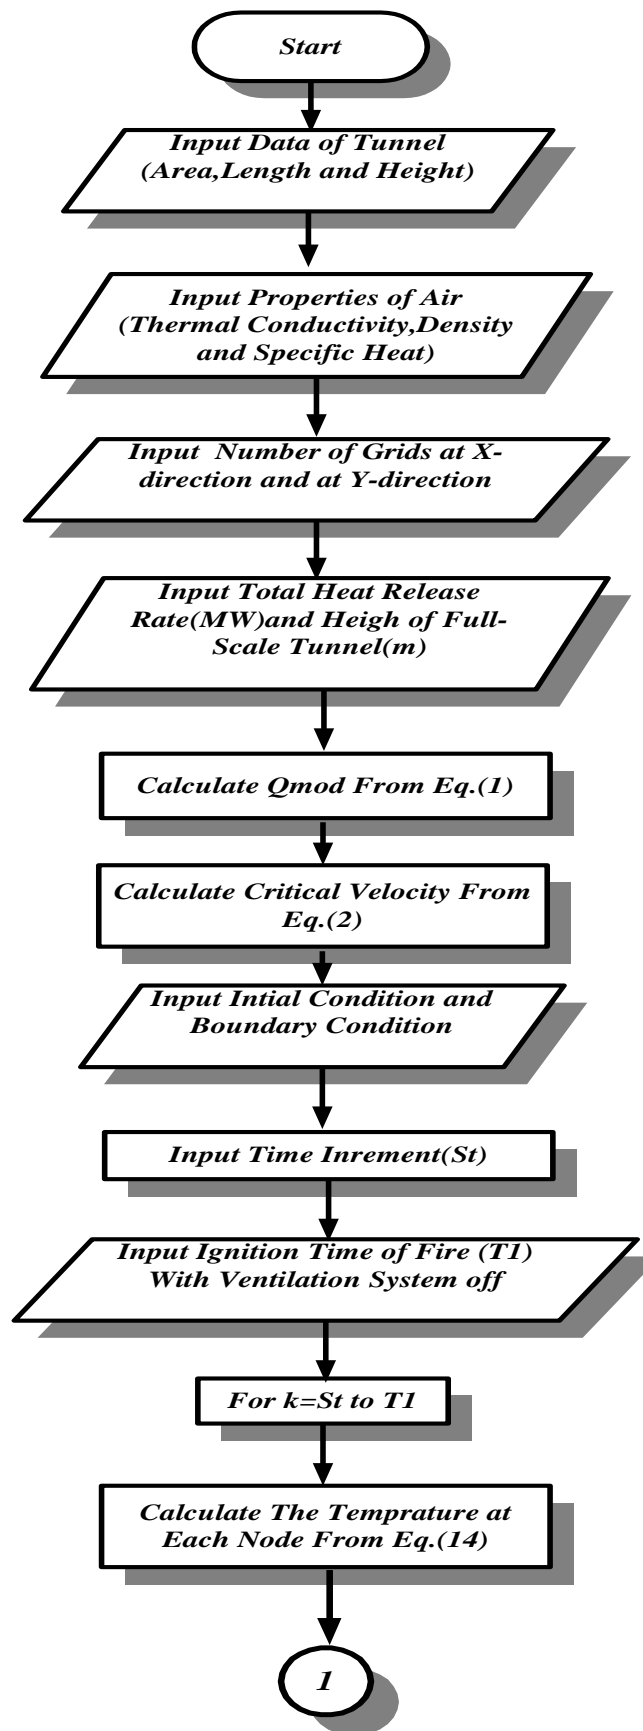 Start
Input Data of Tunnel
(Area,Length and Height)
Input Properties of Air
(Thermal Conductivity,Density
and Specific Heat)
Input Number of Grids at X-
direction and at Y-direction
Input Total Heat Release
Rate(MW)and Heigh of Full-
Scale Tunnel(m)
Calculate Qmod From Eq.(1)
Calculate Critical Velocity From
Eq.(2)
Input Intial Condition and
Boundary Condition
Input Time Inrement(St)
Input Ignition Time of Fire (T1)
With Ventilation System off
For k=St to T1
Calculate The Temprature at
Each Node From Eq.(14)
1